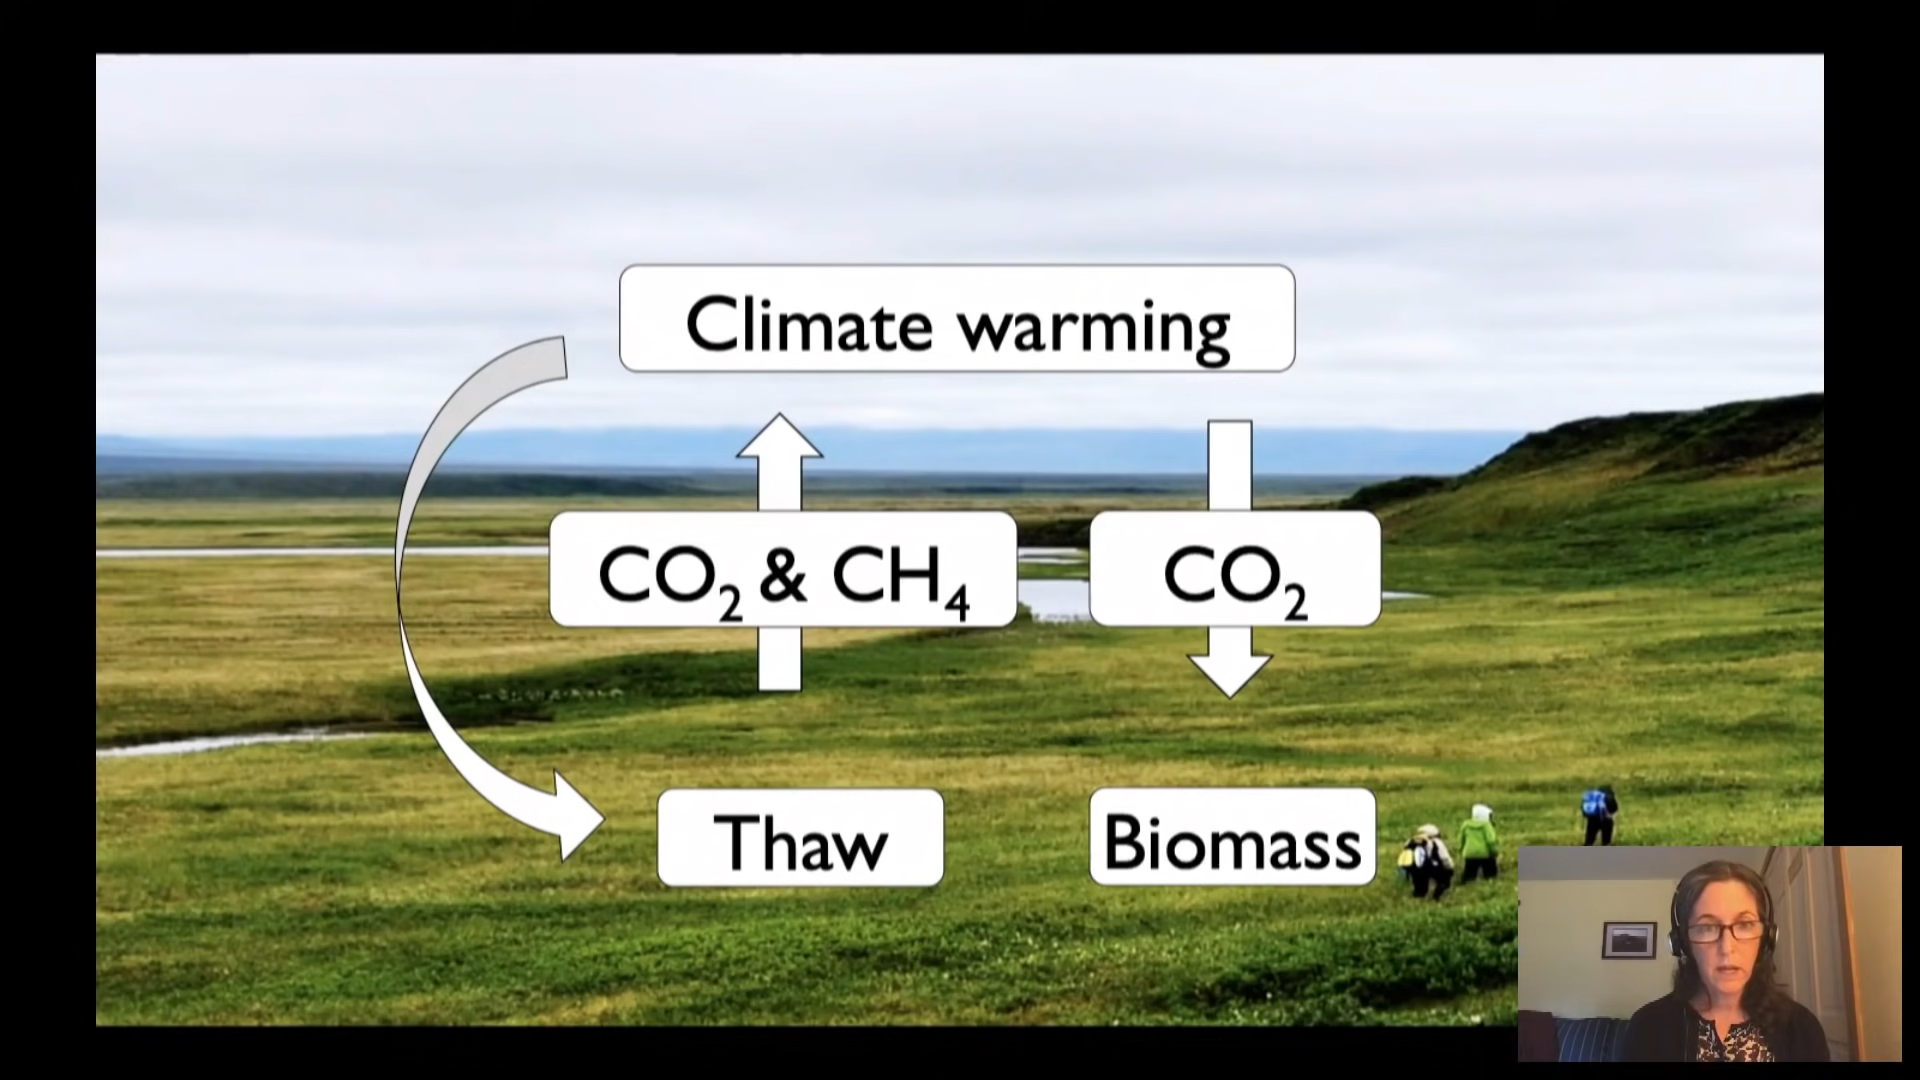 Climate warming
CO₂ & CH₄
CO₂
Thaw
Biomass